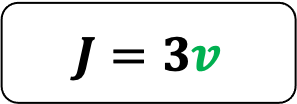 J = 3v